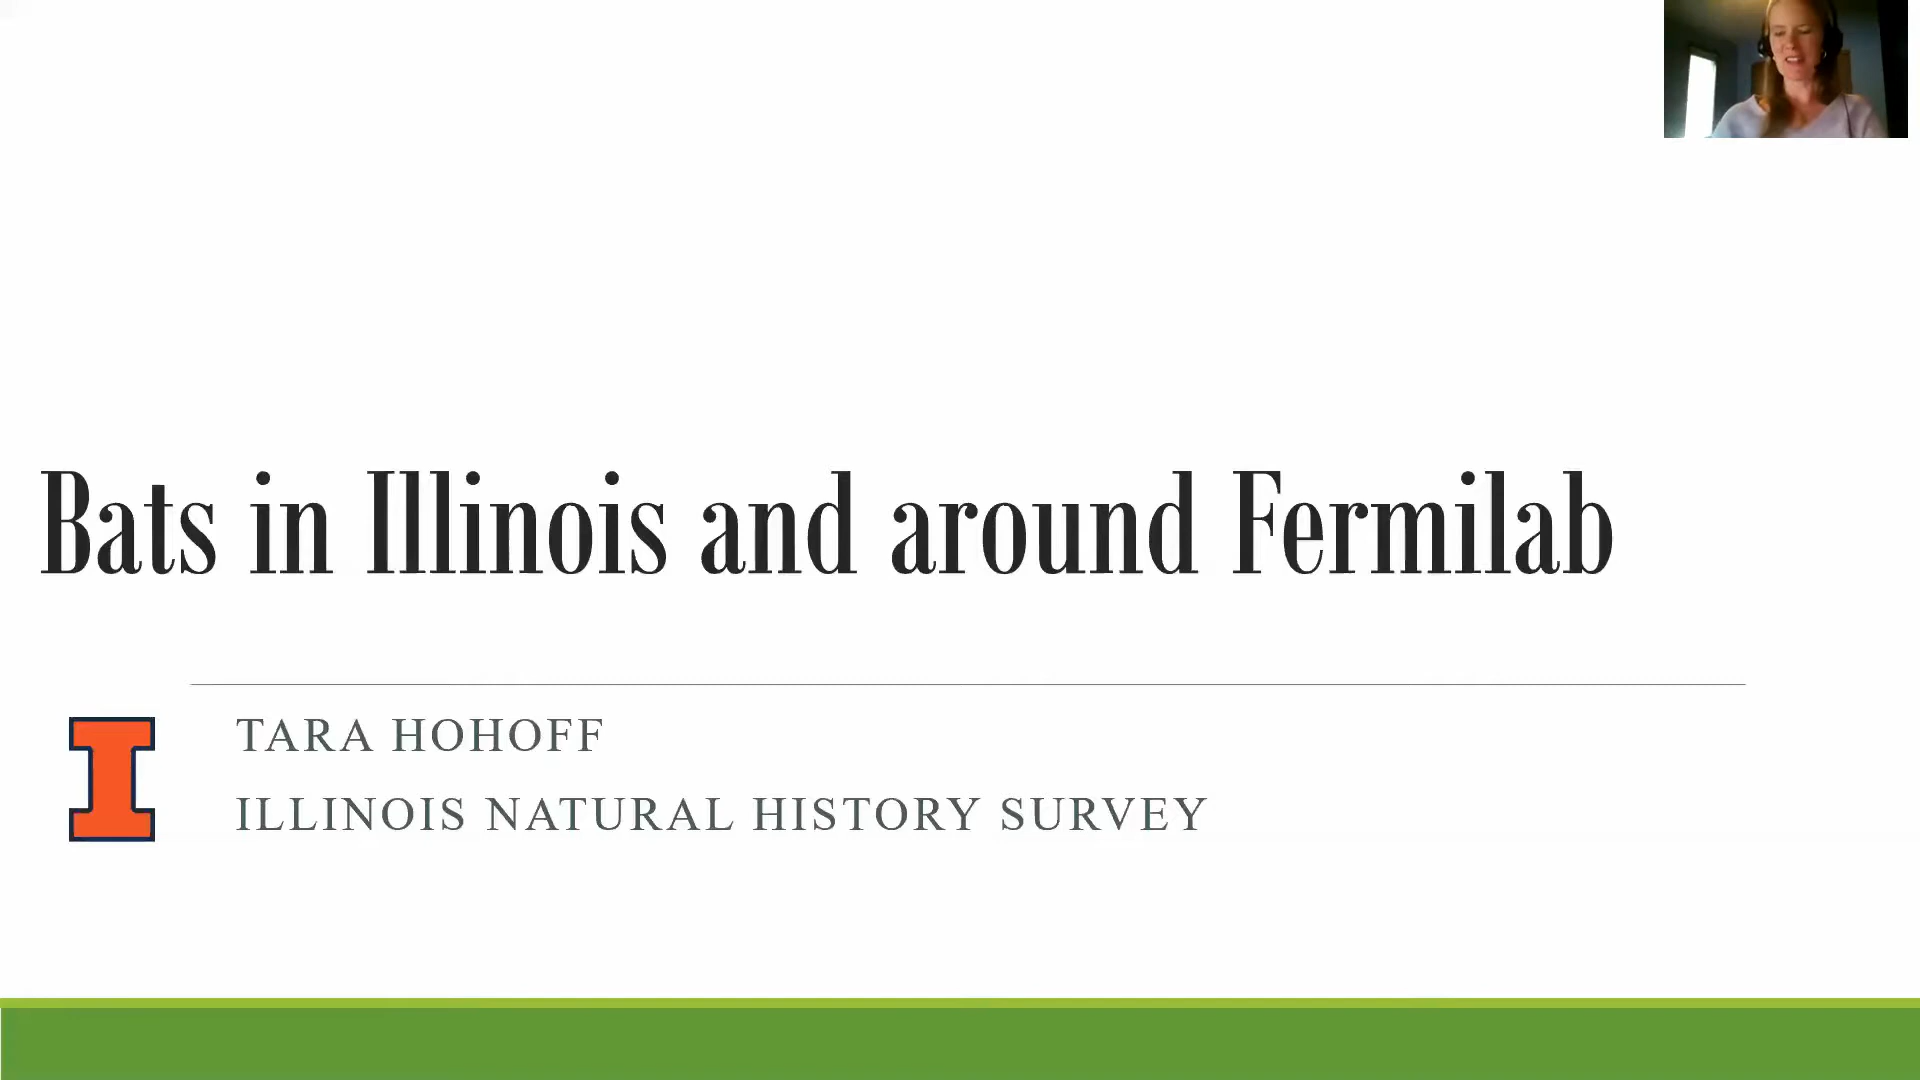 Bats in Illinois and around Fermilab
TARA HOHOFF
ILLINOIS NATURAL HISTORY SURVEY